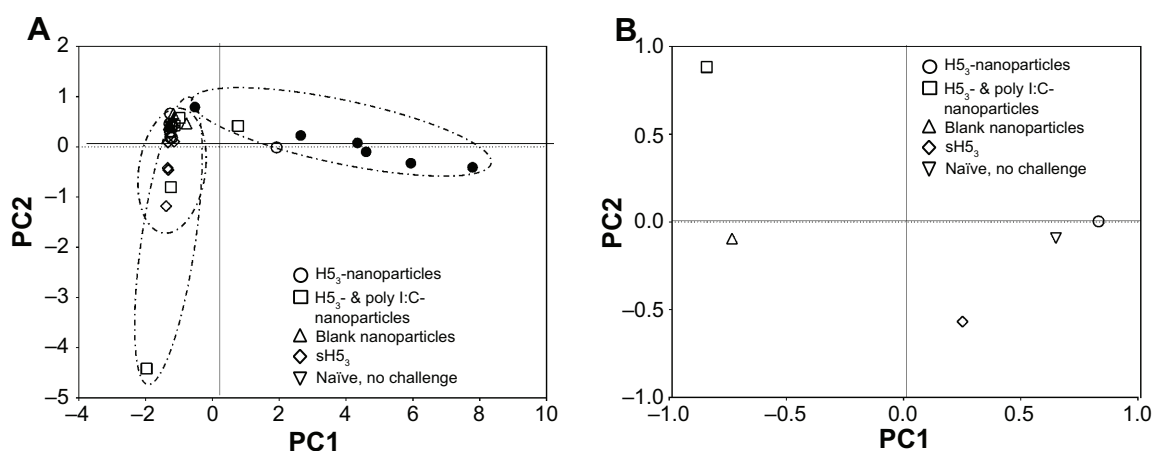 A
PC2
2
1
0
–1
–2
–3
–4
–5
–4
–2
0
2
4
6
8
10
PC1
H5₃-nanoparticles
H5₃- & poly I:C-
nanoparticles
Blank nanoparticles
sH5₃
Naïve, no challenge
B
PC2
1.0
0.5
0.0
–0.5
–1.0
–1.0
–0.5
0.0
0.5
1.0
PC1
H5₃-nanoparticles
H5₃- & poly I:C-
nanoparticles
Blank nanoparticles
sH5₃
Naïve, no challenge